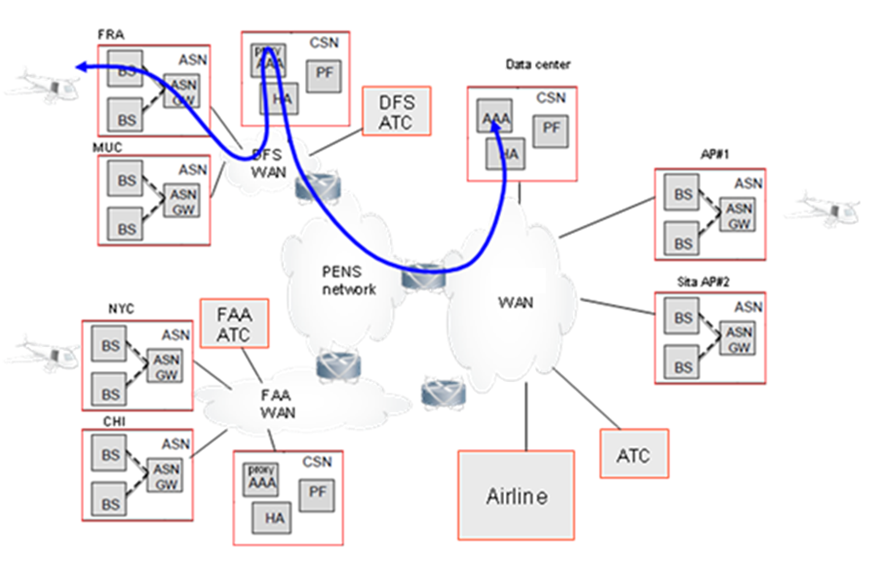 FRA
BS
BS
ASN
ASN
GW
MUC
BS
BS
ASN
ASN
GW
proxy
AAA
CSN
PF
HA
DFS
ATC
DFS
WAN
Data center
AAA
CSN
PF
HA
AP#1
BS
BS
ASN
ASN
GW
Sita AP#2
BS
BS
ASN
ASN
GW
PENS
network
WAN
NYC
BS
BS
ASN
ASN
GW
FAA
ATC
FAA
WAN
CHI
BS
BS
ASN
ASN
GW
proxy
AAA
CSN
PF
HA
Airline
ATC